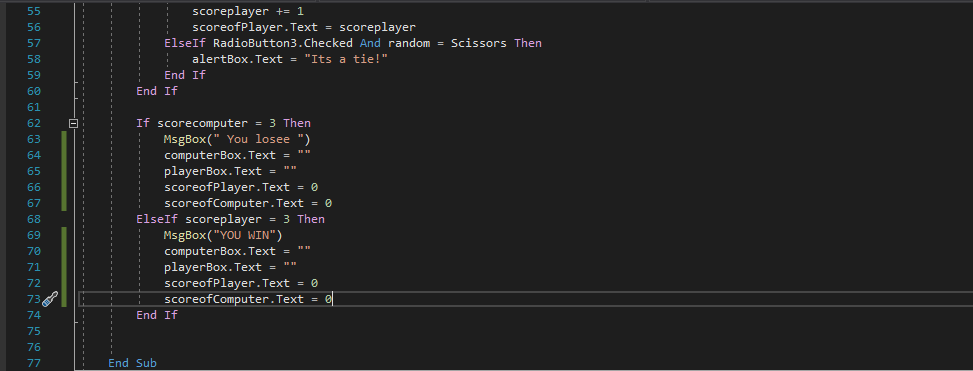 55 scoreplayer += 1
56 scoreofPlayer.Text = scoreplayer
57 ElseIf RadioButton3.Checked And random = Scissors Then
58 alertBox.Text = "Its a tie!"
59 End If
60 End If
61
62 If scorecomputer = 3 Then
63 MsgBox(" You losee ")
64 computerBox.Text = ""
65 playerBox.Text = ""
66 scoreofPlayer.Text = 0
67 scoreofComputer.Text = 0
68 ElseIf scoreplayer = 3 Then
69 MsgBox("YOU WIN")
70 computerBox.Text = ""
71 playerBox.Text = ""
72 scoreofPlayer.Text = 0
73 scoreofComputer.Text = 0
74 End If
75
76
77 End Sub